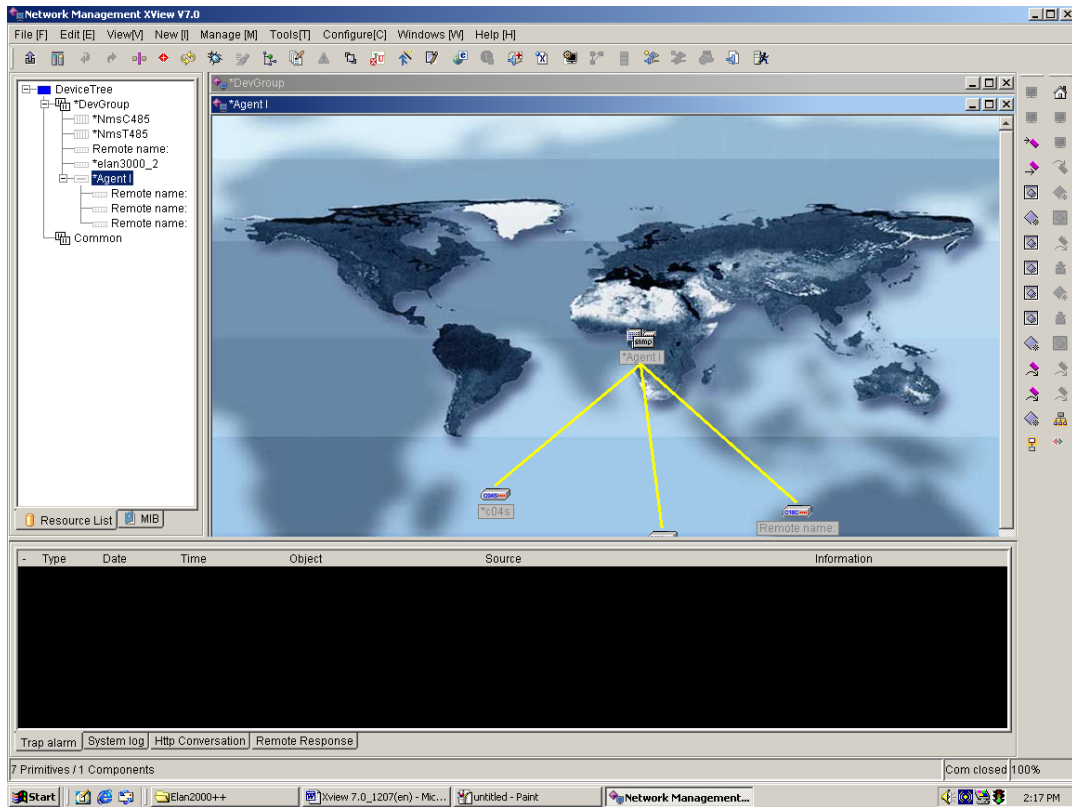 Network Management XView V7.0
File [F] Edit [E] View[V] New [I] Manage [M] Tools[T] Configure[C] Windows [W] Help [H]
DeviceTree
*DevGroup
*NmsC485
*NmsT485
Remote name:
*elan3000_2
*Agent I
Remote name:
Remote name:
Remote name:
Common
Resource List MIB
*DevGroup
*Agent I
snmp
*Agent I
C04S
*c04s
C16C
Remote name:
- Type Date Time Object Source Information
Trap alarm System log Http Conversation Remote Response
7 Primitives / 1 Components Com closed 100%
Start Elan2000++ Xview 7.0_1207(en) - Mic... untitled - Paint Network Management... 2:17 PM